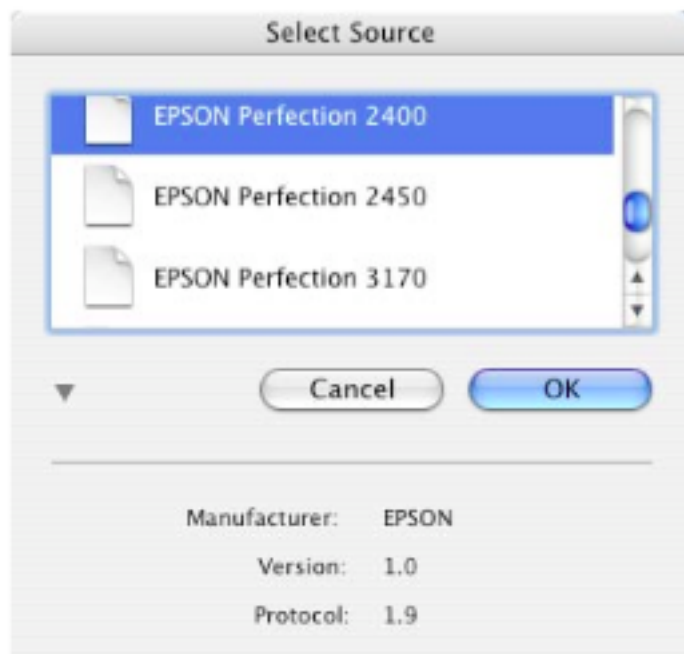 Select Source
EPSON Perfection 2400
EPSON Perfection 2450
EPSON Perfection 3170
Cancel OK
Manufacturer: EPSON
Version: 1.0
Protocol: 1.9